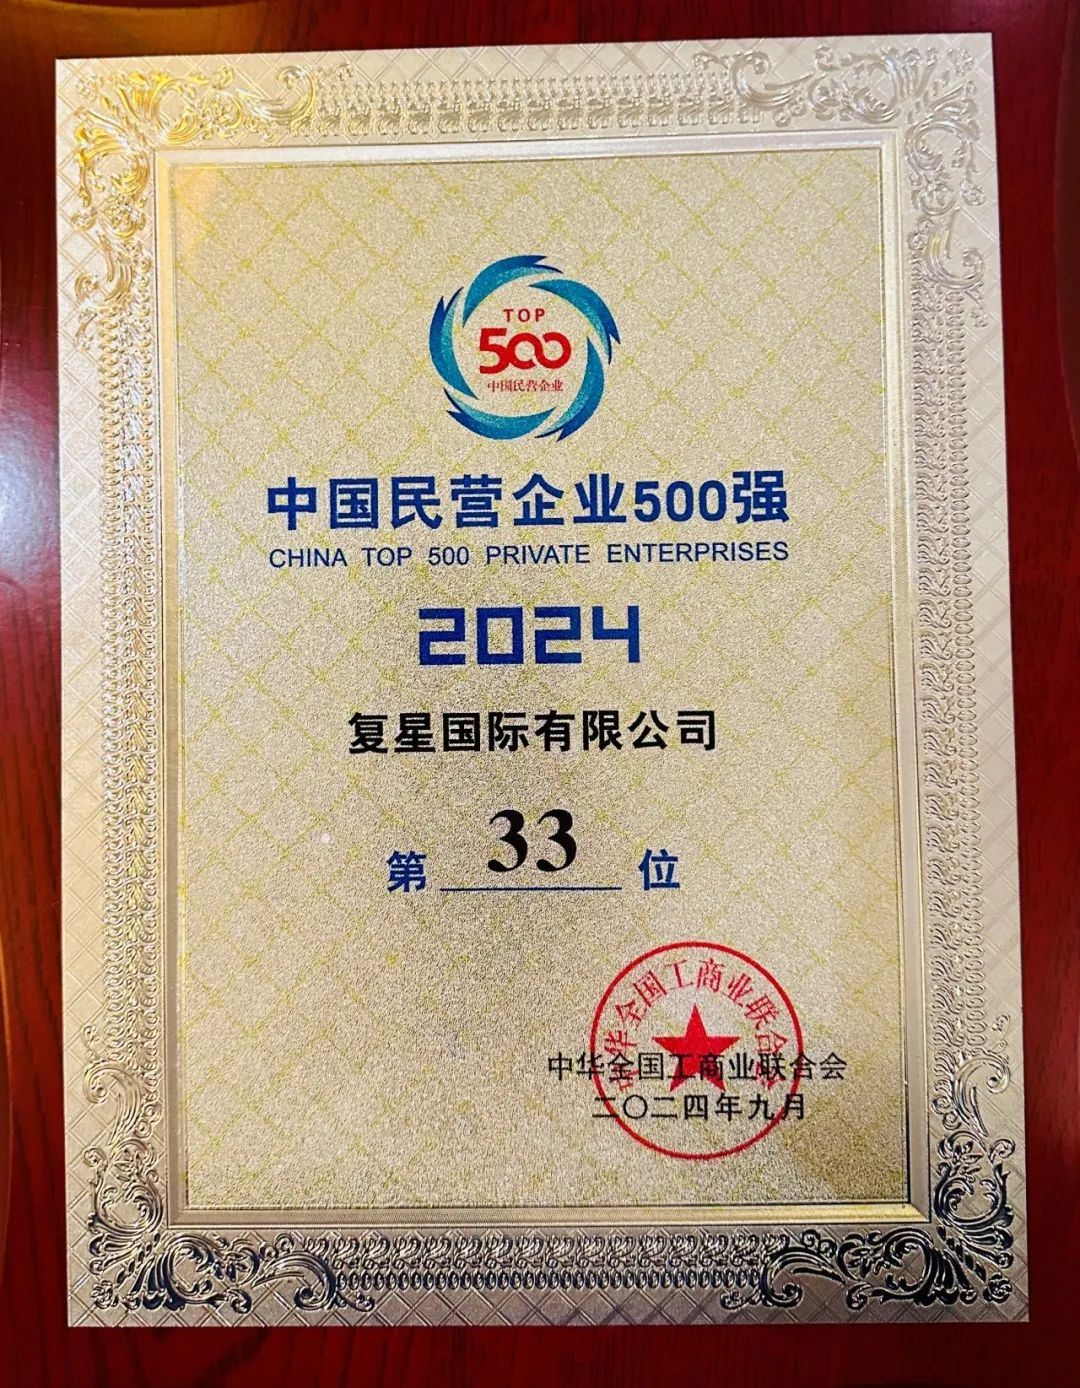 TOP
500
中国民营企业
中国民营企业500强
CHINA TOP 500 PRIVATE ENTERPRISES
2024
复星国际有限公司
第 33 位
中华全国工商业联合会
中华全国工商业联合会
二〇二四年九月